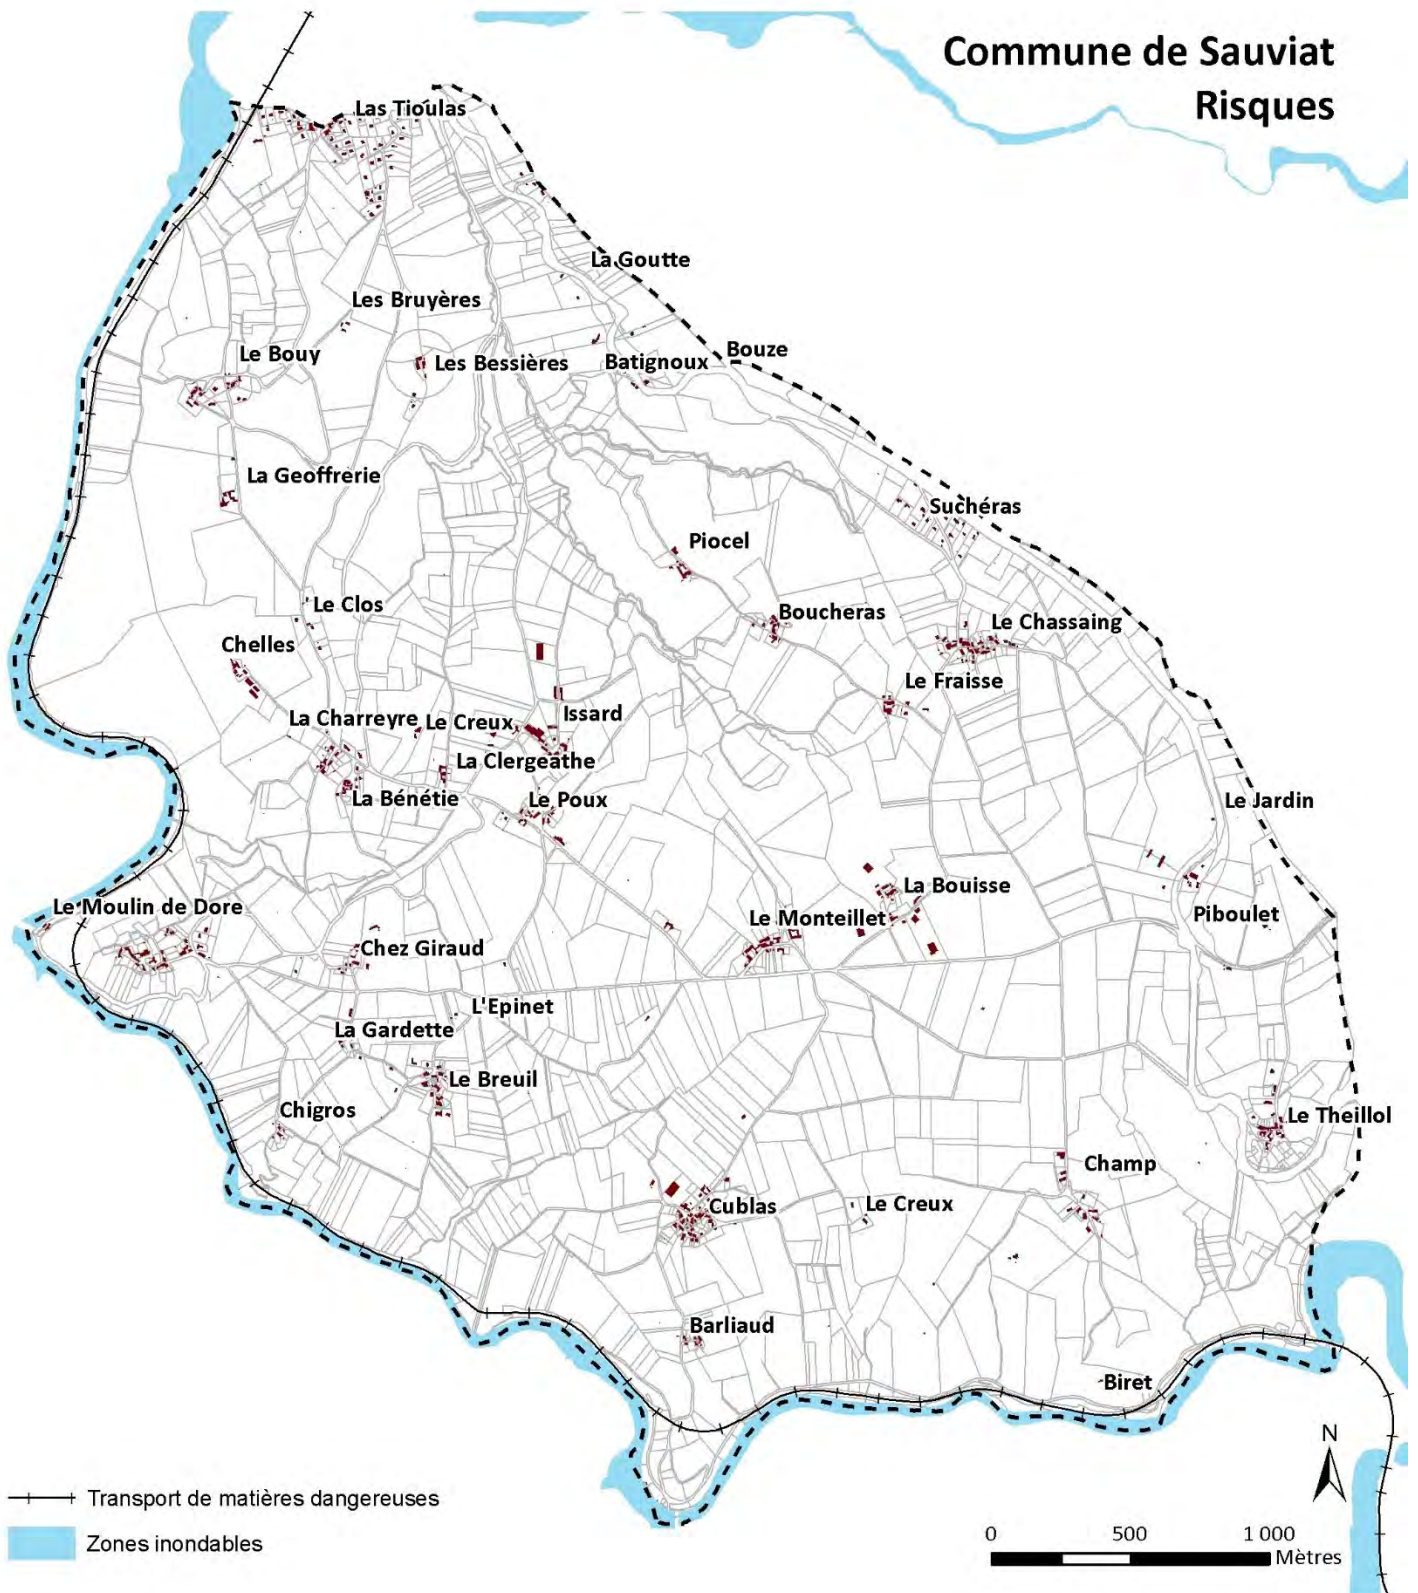 Commune de Sauviat
Risques
Las Tioulas
La Goutte
Les Bruyères
Bouze
Le Bouy
Les Bessières
Batignoux
La Geoffrerie
Suchéras
Piocel
Le Clos
Boucheras
Le Chassaing
Chelles
Le Fraisse
La Charreyre
Le Creux
Issard
La Clergeathe
La Bénétie
Le Poux
Le Jardin
La Bouisse
Le Moulin de Dore
Le Monteillet
Piboulet
Chez Giraud
L'Epinet
La Gardette
Le Breuil
Chigros
Le Theillol
Champ
Cublas
Le Creux
Barliaud
Biret
N
Transport de matières dangereuses
Zones inondables
0 500 1 000
Mètres